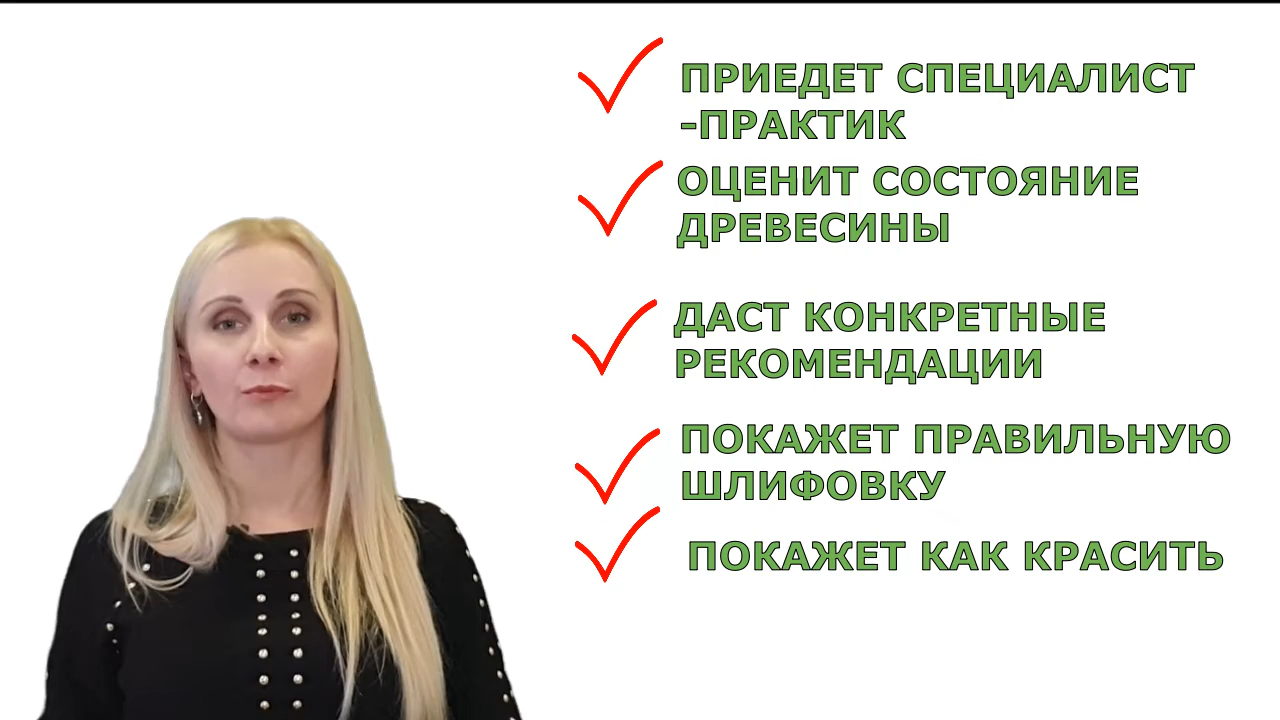 ПРИЕДЕТ СПЕЦИАЛИСТ
-ПРАКТИК
ОЦЕНИТ СОСТОЯНИЕ
ДРЕВЕСИНЫ
ДАСТ КОНКРЕТНЫЕ
РЕКОМЕНДАЦИИ
ПОКАЖЕТ ПРАВИЛЬНУЮ
ШЛИФОВКУ
ПОКАЖЕТ КАК КРАСИТЬ